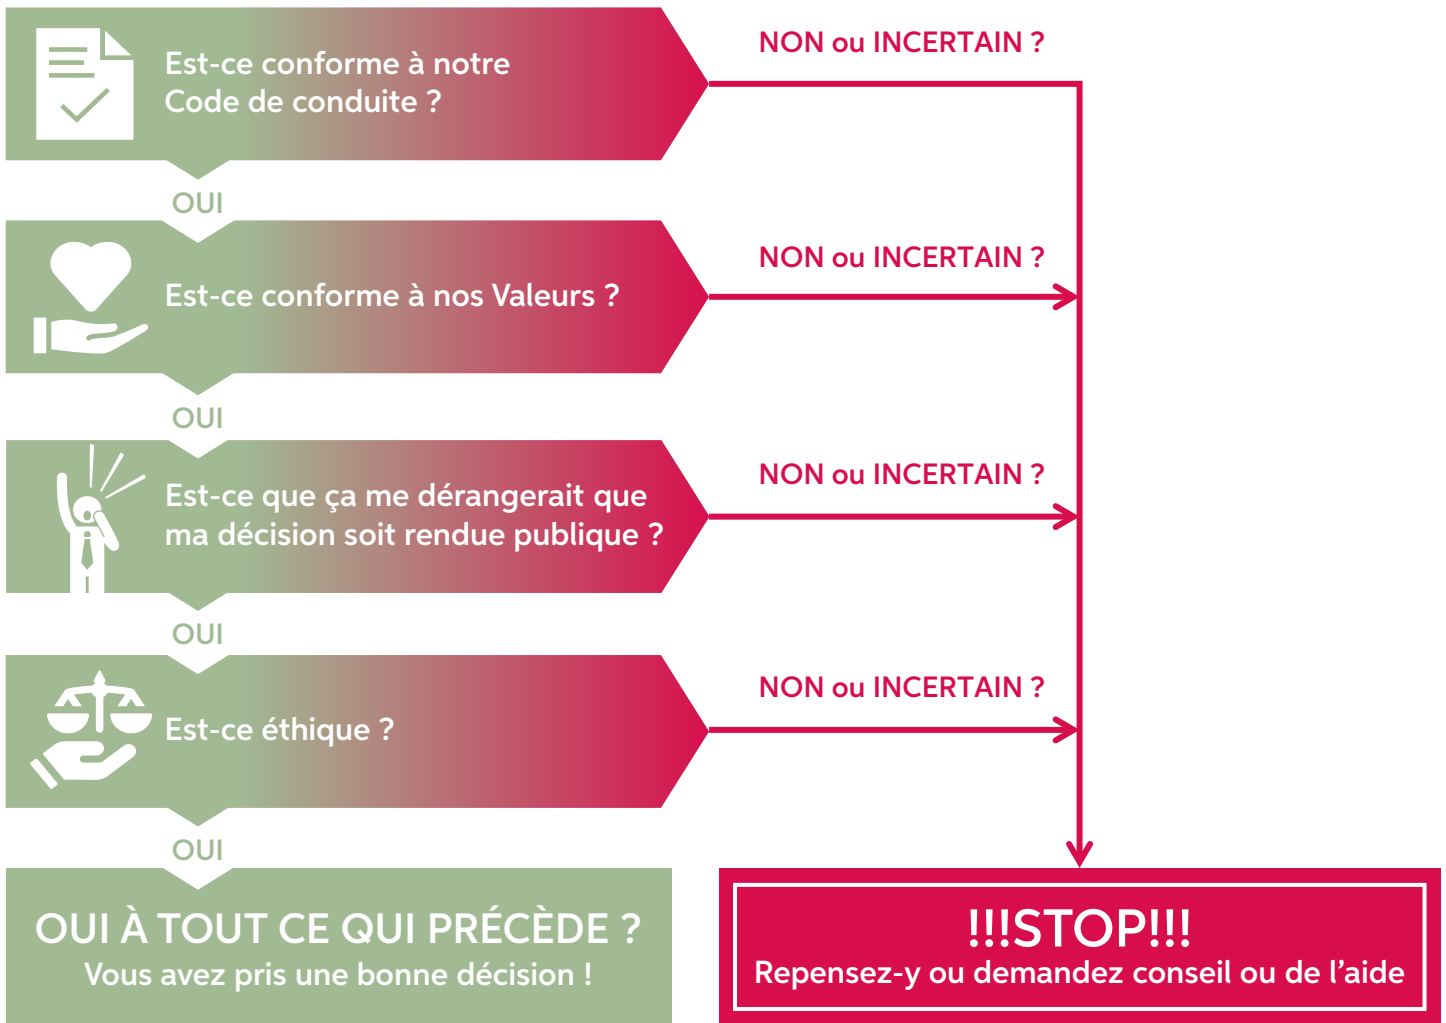 Est-ce conforme à notre
Code de conduite ?
NON ou INCERTAIN ?
OUI
Est-ce conforme à nos Valeurs ?
NON ou INCERTAIN ?
OUI
Est-ce que ça me dérangerait que
ma décision soit rendue publique ?
NON ou INCERTAIN ?
OUI
Est-ce éthique ?
NON ou INCERTAIN ?
OUI
OUI À TOUT CE QUI PRÉCÈDE ?
Vous avez pris une bonne décision !
!!!STOP!!!
Repensez-y ou demandez conseil ou de l’aide